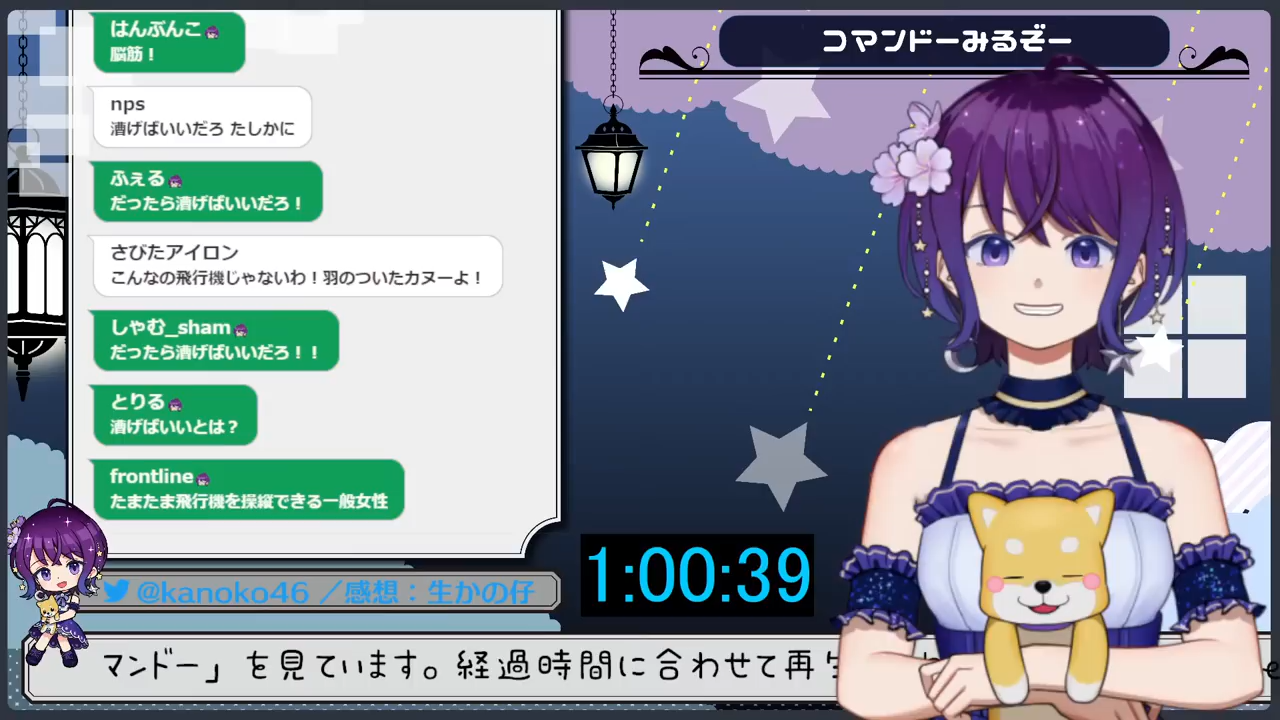 はんぶんこ
脳筋！
nps
漕げばいいだろ たしかに
ふぇる
だったら漕げばいいだろ！
さびたアイロン
こんなの飛行機じゃないわ！羽のついたカヌーよ！
しゃむ_sham
だったら漕げばいいだろ！！
とりる
漕げばいいとは？
frontline
たまたま飛行機を操縦できる一般女性
コマンドーみるぞー
1:00:39
@kanoko46 ／感想：生かの仔
マンドー」を見ています。経過時間に合わせて再